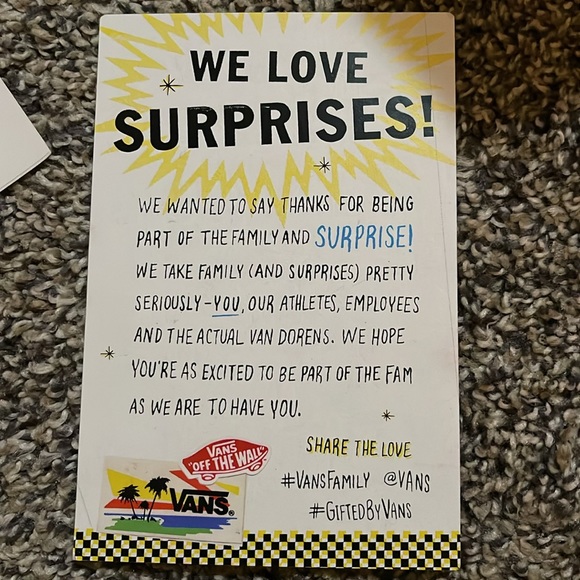 WE LOVE
SURPRISES!
WE WANTED TO SAY THANKS FOR BEING
PART OF THE FAMILY AND SURPRISE!
WE TAKE FAMILY (AND SURPRISES) PRETTY
SERIOUSLY-YOU, OUR ATHLETES, EMPLOYEES
AND THE ACTUAL VAN DORENS. WE HOPE
YOU'RE AS EXCITED TO BE PART OF THE FAM
AS WE ARE TO HAVE YOU.
SHARE THE LOVE
#VANSFAMILY @VANS
#GIFTEDBYVANS
VANS
"OFF THE WALL"
VANS®